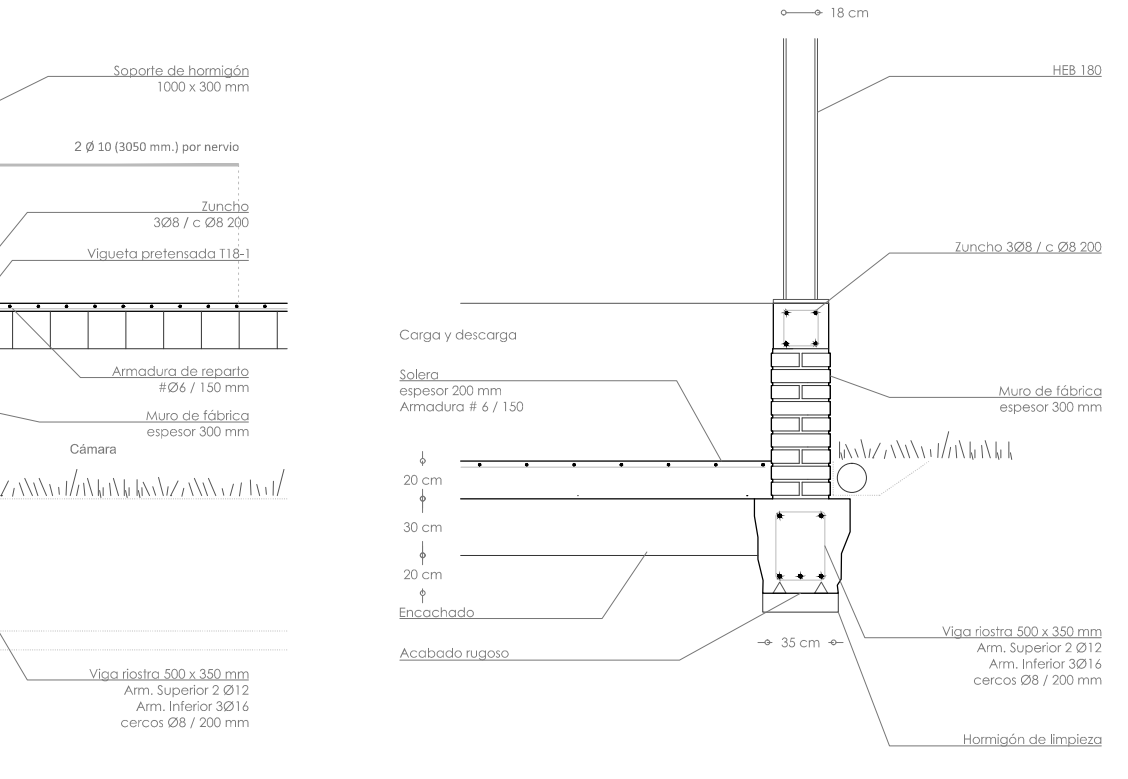 18 cm
Soporte de hormigón
1000 x 300 mm
HEB 180
2 Ø 10 (3050 mm.) por nervio
Zuncho
3Ø8 / c Ø8 200
Vigueta pretensada T18-1
Zuncho 3Ø8 / c Ø8 200
Carga y descarga
Armadura de reparto
#Ø6 / 150 mm
Solera
espesor 200 mm
Armadura # 6 / 150
Muro de fábrica
espesor 300 mm
Muro de fábrica
espesor 300 mm
Cámara
20 cm
30 cm
20 cm
Encachado
Acabado rugoso
35 cm
Viga riostra 500 x 350 mm
Arm. Superior 2 Ø12
Arm. Inferior 3Ø16
cercos Ø8 / 200 mm
Viga riostra 500 x 350 mm
Arm. Superior 2 Ø12
Arm. Inferior 3Ø16
cercos Ø8 / 200 mm
Hormigón de limpieza